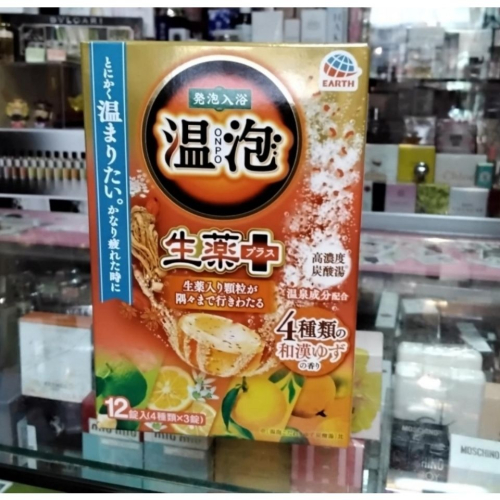 BVLGARI
EARTH
とにかく温まりたい。かなり疲れた時に
発泡入浴
温泡
ONPO
生薬プラス
生薬入り顆粒が
隅々まで行きわたる
高濃度
炭酸湯
温泉成分配合
4種類の
和漢ゆず
の香り
12錠入(4種類×3錠)
MOSCHINO